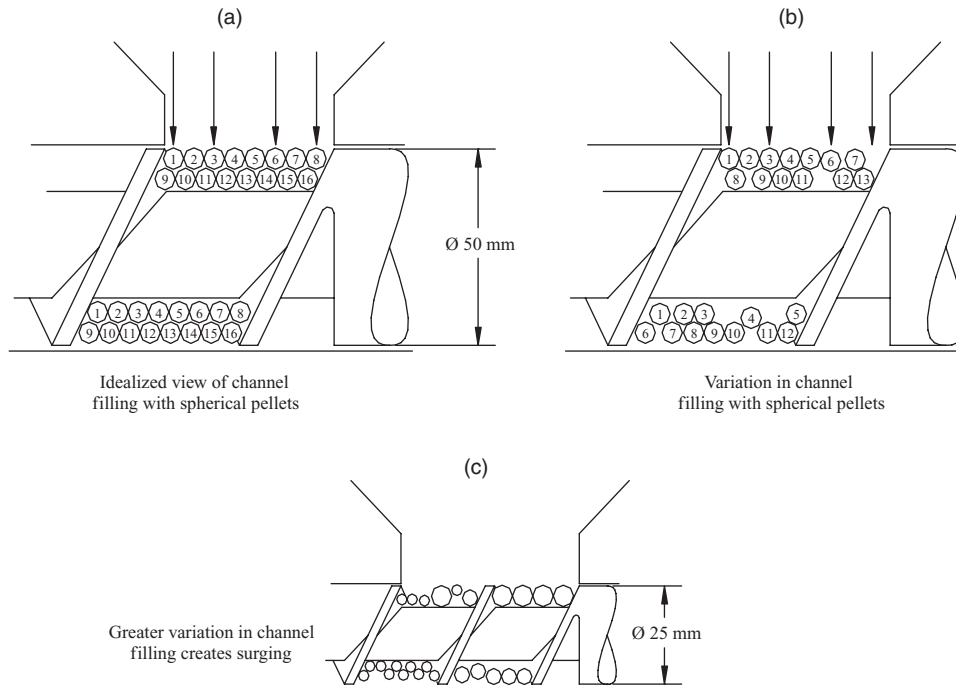 (a)
1 2 3 4 5 6 7 8
9 10 11 12 13 14 15 16
1 2 3 4 5 6 7 8
9 10 11 12 13 14 15 16
Ø 50 mm
Idealized view of channel
filling with spherical pellets
(b)
1 2 3 4 5 6 7
8 9 10 11 12 13
1 2 3 4 5
6 7 8 9 10 11 12
Variation in channel
filling with spherical pellets
(c)
Greater variation in channel
filling creates surging
Ø 25 mm